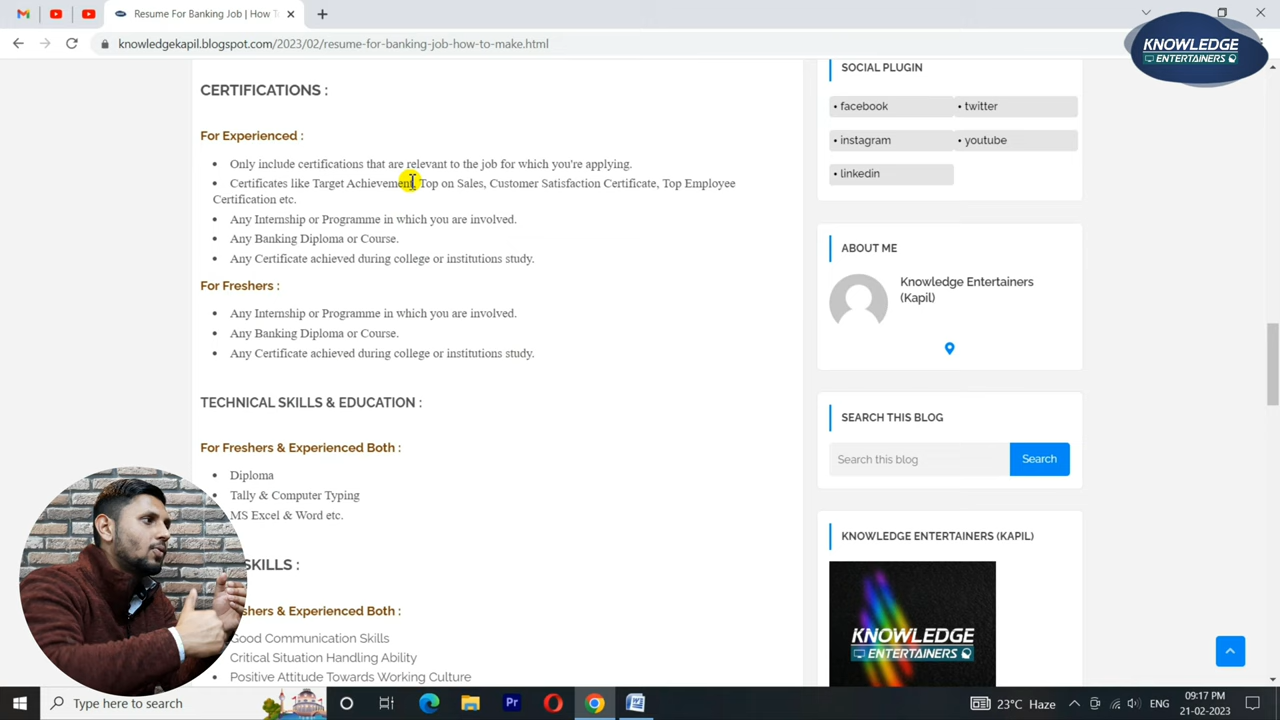 Resume For Banking Job | How To
knowledgekapil.blogspot.com/2023/02/resume-for-banking-job-how-to-make.html
KNOWLEDGE
ENTERTAINERS
CERTIFICATIONS :
For Experienced :
• Only include certifications that are relevant to the job for which you're applying.
• Certificates like Target Achievement, Top on Sales, Customer Satisfaction Certificate, Top Employee
Certification etc.
• Any Internship or Programme in which you are involved.
• Any Banking Diploma or Course.
• Any Certificate achieved during college or institutions study.
For Freshers :
• Any Internship or Programme in which you are involved.
• Any Banking Diploma or Course.
• Any Certificate achieved during college or institutions study.
TECHNICAL SKILLS & EDUCATION :
For Freshers & Experienced Both :
• Diploma
• Tally & Computer Typing
MS Excel & Word etc.
SKILLS :
shers & Experienced Both :
Good Communication Skills
Critical Situation Handling Ability
Positive Attitude Towards Working Culture
SOCIAL PLUGIN
• facebook
• twitter
• instagram
• youtube
• linkedin
ABOUT ME
Knowledge Entertainers
(Kapil)
SEARCH THIS BLOG
Search this blog
Search
KNOWLEDGE ENTERTAINERS (KAPIL)
KNOWLEDGE
ENTERTAINERS
Type here to search
Pr
23°C Haze
ENG
09:17 PM
21-02-2023